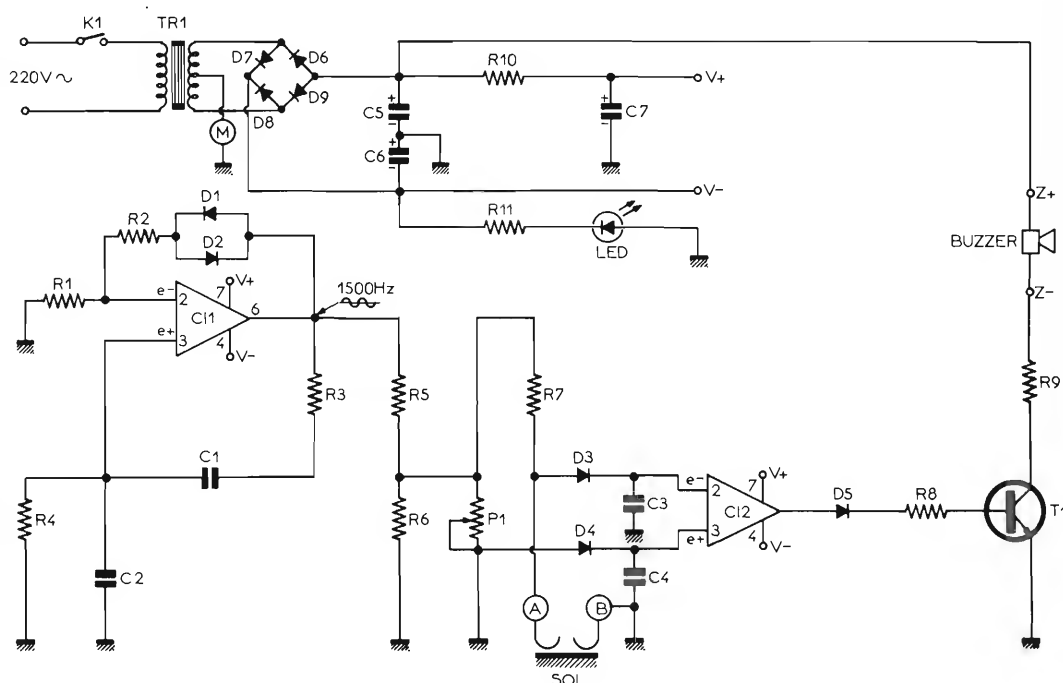 K1
TR1
220V ~
D7
D6
D8
D9
M
R10
V+
C5
C6
C7
V-
R11
LED
Z+
BUZZER
Z-
R9
D1
R2
D2
R1
e- 2
V+
7
CI1
6
e+ 3
4
V-
1500Hz
R3
R5
R7
C1
R4
C2
R6
P1
D3
e- 2
V+
7
C3
CI2
D4
e+ 3
4
V-
C4
D5
R8
T1
A
B
SOL